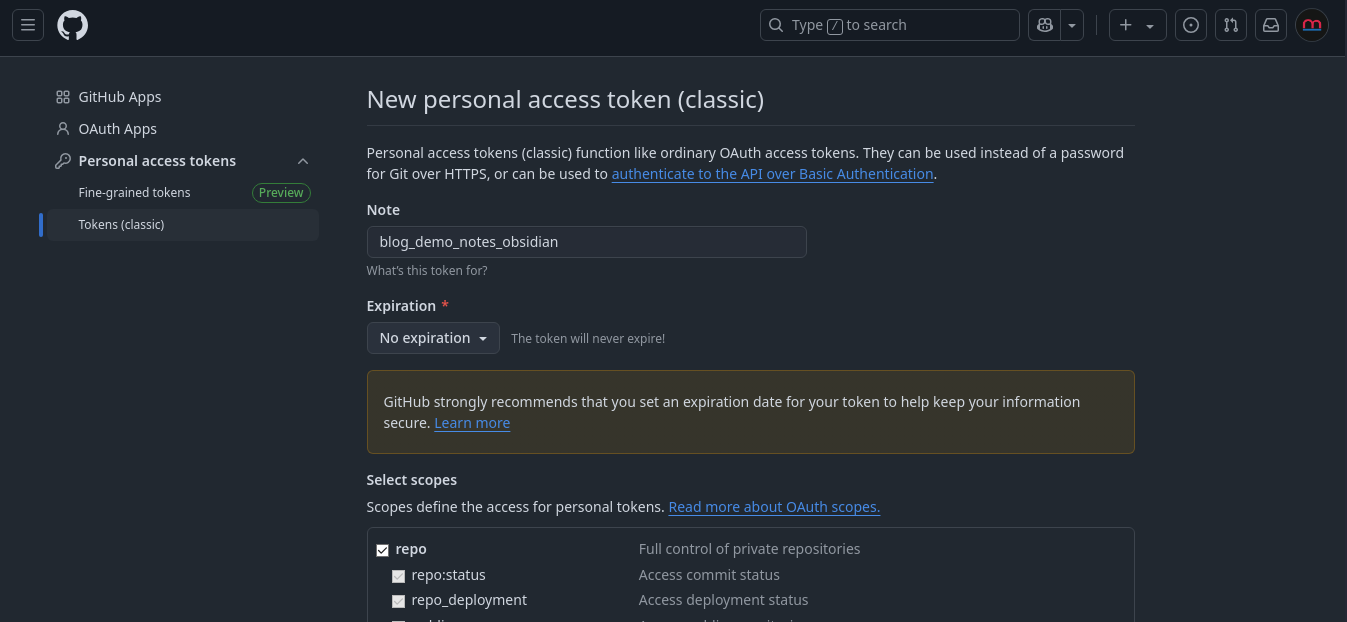 Type / to search
GitHub Apps
OAuth Apps
Personal access tokens
Fine-grained tokens Preview
Tokens (classic)
New personal access token (classic)
Personal access tokens (classic) function like ordinary OAuth access tokens. They can be used instead of a password
for Git over HTTPS, or can be used to authenticate to the API over Basic Authentication.
Note
blog_demo_notes_obsidian
What's this token for?
Expiration *
No expiration The token will never expire!
GitHub strongly recommends that you set an expiration date for your token to help keep your information
secure. Learn more
Select scopes
Scopes define the access for personal tokens. Read more about OAuth scopes.
repo Full control of private repositories
repo:status Access commit status
repo_deployment Access deployment status